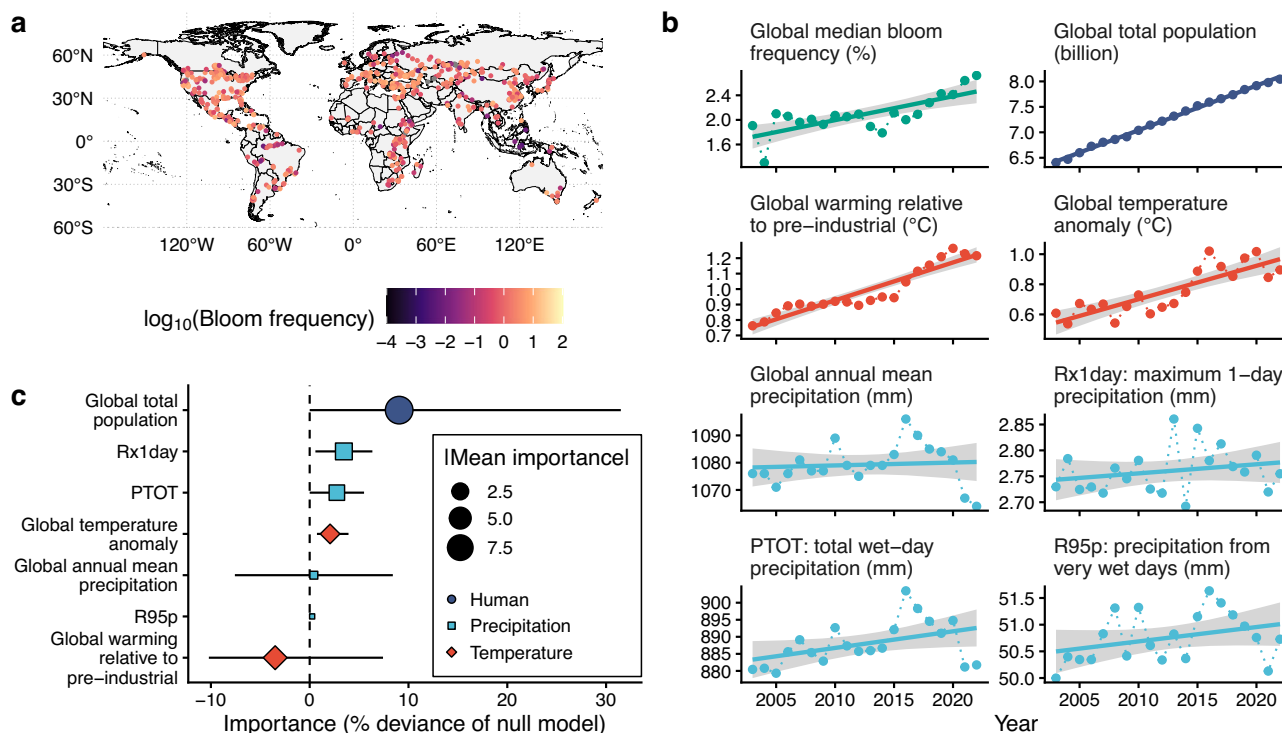 a
60°N
30°N
0°
30°S
60°S
120°W 60°W 0° 60°E 120°E
log10(Bloom frequency)
−4 −3 −2 −1 0 1 2
b
Global median bloom
frequency (%)
2.4
2.0
1.6
Global total population
(billion)
8.0
7.5
7.0
6.5
Global warming relative
to pre−industrial (°C)
1.2
1.1
1.0
0.9
0.8
0.7
Global temperature
anomaly (°C)
1.0
0.8
0.6
Global annual mean
precipitation (mm)
1090
1080
1070
Rx1day: maximum 1−day
precipitation (mm)
2.85
2.80
2.75
2.70
PTOT: total wet−day
precipitation (mm)
900
895
890
885
880
2005 2010 2015 2020
R95p: precipitation from
very wet days (mm)
51.5
51.0
50.5
50.0
2005 2010 2015 2020
Year
c
Global total
population
Rx1day
PTOT
Global temperature
anomaly
Global annual mean
precipitation
R95p
Global warming
relative to
pre−industrial
−10 0 10 20 30
Importance (% deviance of null model)
|Mean importance|
2.5
5.0
7.5
Human
Precipitation
Temperature